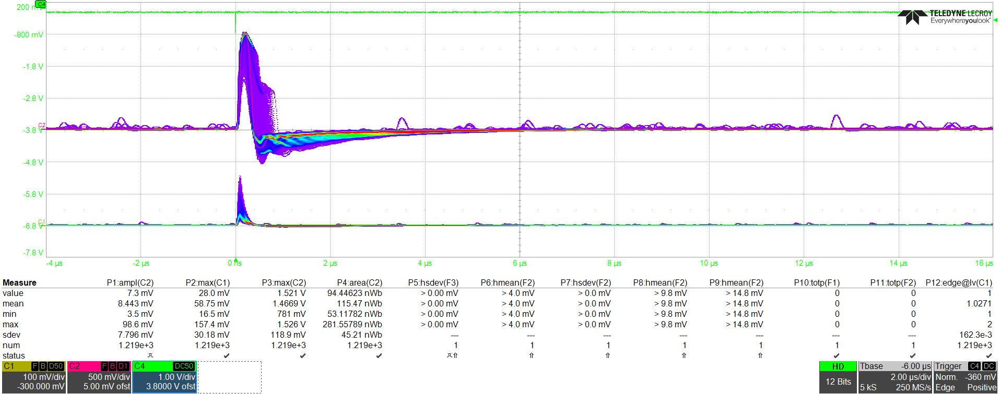 C4
200 mV
TELEDYNE LECROY
Everywhereyoulook™
-800 mV
-1.8 V
-2.8 V
C2
-3.8 V
-4.8 V
-5.8 V
C1
-6.8 V
-7.8 V
-4 µs -2 µs 0 ns 2 µs 4 µs 6 µs 8 µs 10 µs 12 µs 14 µs 16 µs
Measure P1:ampl(C2) P2:max(C1) P3:max(C2) P4:area(C2) P5:hsdev(F3) P6:hmean(F2) P7:hsdev(F2) P8:hmean(F2) P9:hmean(F2) P10:totp(F1) P11:totp(F2) P12:edge@lv(C1)
value 7.3 mV 28.0 mV 1.521 V 94.44623 nWb > 0.00 mV > 4.0 mV > 0.0 mV > 9.8 mV > 14.8 mV 0 0 1
mean 8.443 mV 58.75 mV 1.4669 V 115.47 nWb > 0.00 mV > 4.0 mV > 0.0 mV > 9.8 mV > 14.8 mV 0 0 1.0271
min 3.5 mV 16.5 mV 781 mV 53.11782 nWb > 0.00 mV > 4.0 mV > 0.0 mV > 9.8 mV > 14.8 mV 0 0 1
max 98.6 mV 157.4 mV 1.526 V 281.55789 nWb > 0.00 mV > 4.0 mV > 0.0 mV > 9.8 mV > 14.8 mV 0 0 2
sdev 7.796 mV 30.18 mV 118.9 mV 45.21 nWb --- --- --- --- --- --- --- 162.3e-3
num 1.219e+3 1.219e+3 1.219e+3 1.219e+3 1 1 1 1 1 1 1 1.219e+3
status
C1 F B D50 C2 F B D1 C4 DC50 HD Tbase -6.00 µs Trigger C4 DC
100 mV/div 500 mV/div 1.00 V/div 12 Bits 2.00 µs/div Norm. -360 mV
-300.000 mV 5.00 mV ofst 3.8000 V ofst 5 kS 250 MS/s Edge Positive